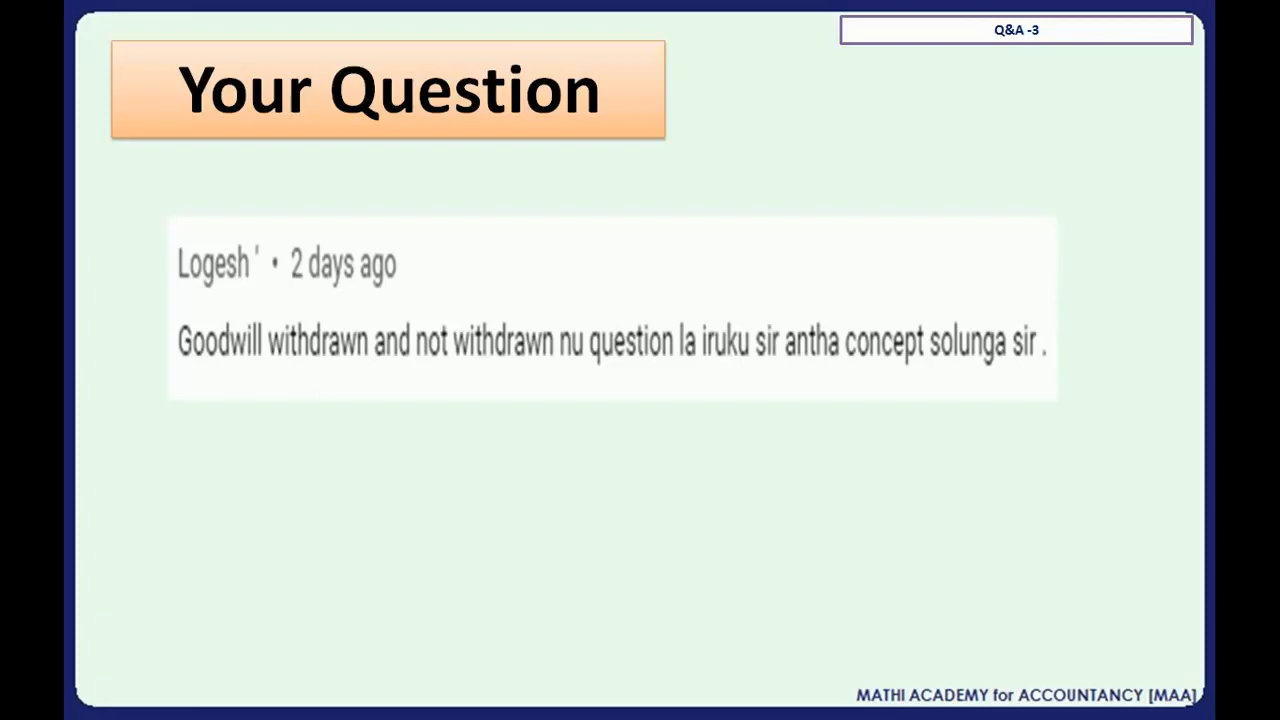 Q&A -3
Your Question
Logesh ' • 2 days ago
Goodwill withdrawn and not withdrawn nu question la iruku sir antha concept solunga sir .
MATHI ACADEMY for ACCOUNTANCY [MAA]